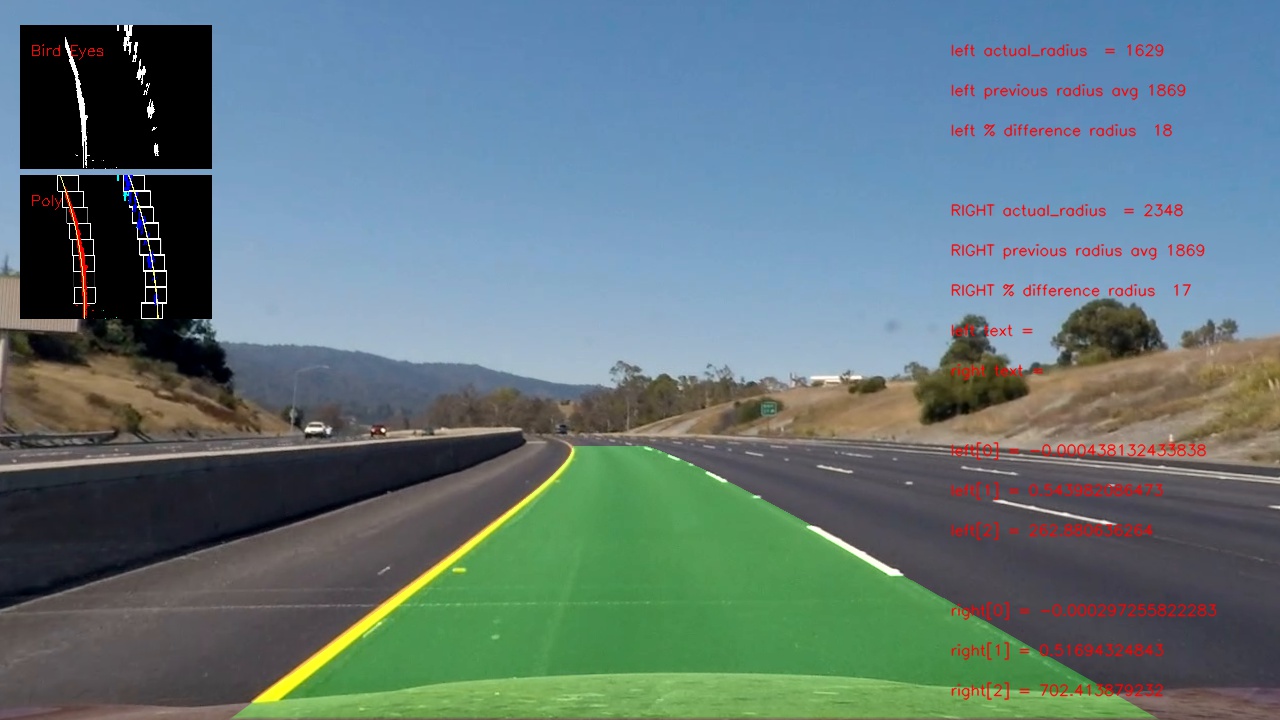 Bird Eyes
Poly
left actual_radius = 1629
left previous radius avg 1869
left % difference radius 18
RIGHT actual_radius = 2348
RIGHT previous radius avg 1869
RIGHT % difference radius 17
left text =
right text =
left[0] = -0.000438132433838
left[1] = 0.543982086473
left[2] = 262.880638264
right[0] = -0.000297255822283
right[1] = 0.51694324843
right[2] = 702.413879232